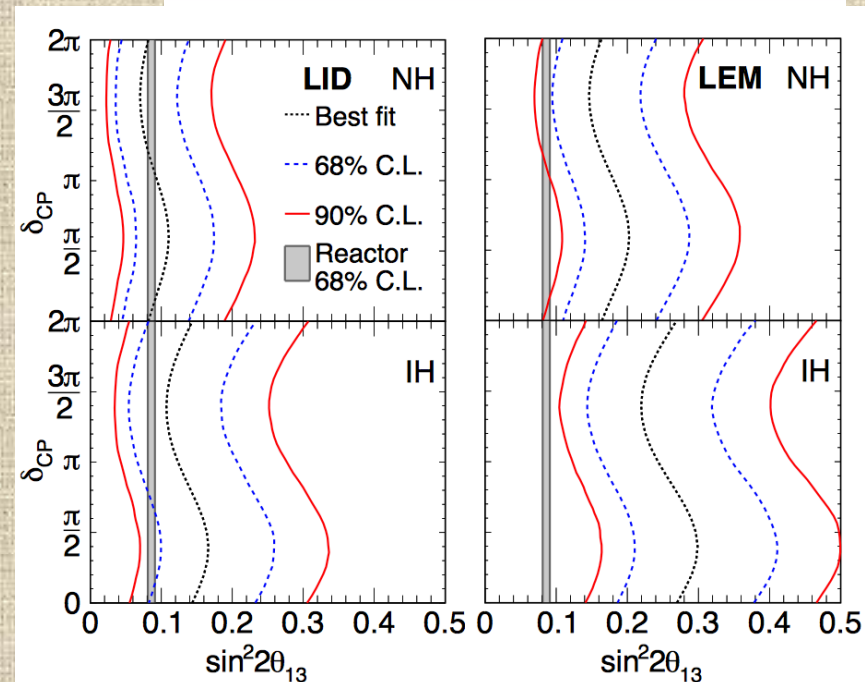 LID NH
Best fit
68% C.L.
90% C.L.
Reactor
68% C.L.
2π
3π
2
π
π
2
δCP
2π
IH
3π
2
π
π
2
0
δCP
0 0.1 0.2 0.3 0.4 0.5
sin²2θ₁₃
LEM NH
IH
0 0.1 0.2 0.3 0.4 0.5
sin²2θ₁₃